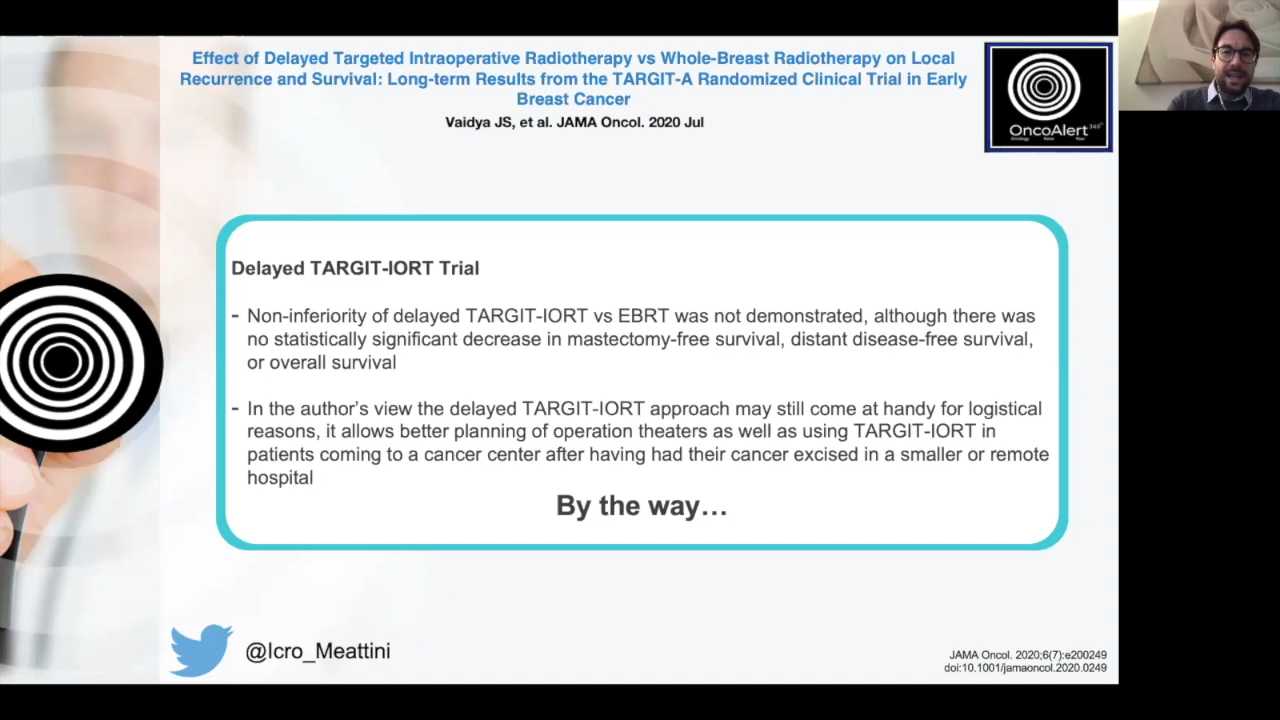 Effect of Delayed Targeted Intraoperative Radiotherapy vs Whole-Breast Radiotherapy on Local
Recurrence and Survival: Long-term Results from the TARGIT-A Randomized Clinical Trial in Early
Breast Cancer
Vaidya JS, et al. JAMA Oncol. 2020 Jul
OncoAlert
Delayed TARGIT-IORT Trial
- Non-inferiority of delayed TARGIT-IORT vs EBRT was not demonstrated, although there was
no statistically significant decrease in mastectomy-free survival, distant disease-free survival,
or overall survival
- In the author's view the delayed TARGIT-IORT approach may still come at handy for logistical
reasons, it allows better planning of operation theaters as well as using TARGIT-IORT in
patients coming to a cancer center after having had their cancer excised in a smaller or remote
hospital
By the way…
@Icro_Meattini
JAMA Oncol. 2020;6(7):e200249
doi:10.1001/jamaoncol.2020.0249